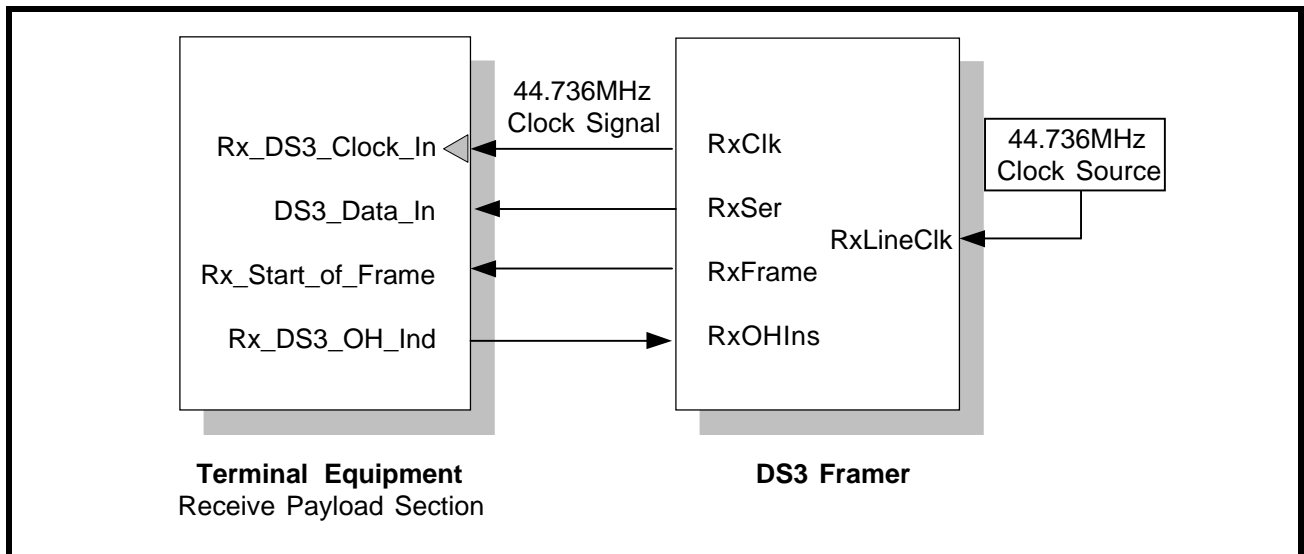 44.736MHz
Clock Signal
Rx_DS3_Clock_In
DS3_Data_In
Rx_Start_of_Frame
Rx_DS3_OH_Ind
RxClk
RxSer
RxLineClk
RxFrame
RxOHIns
44.736MHz
Clock Source
Terminal Equipment
Receive Payload Section
DS3 Framer